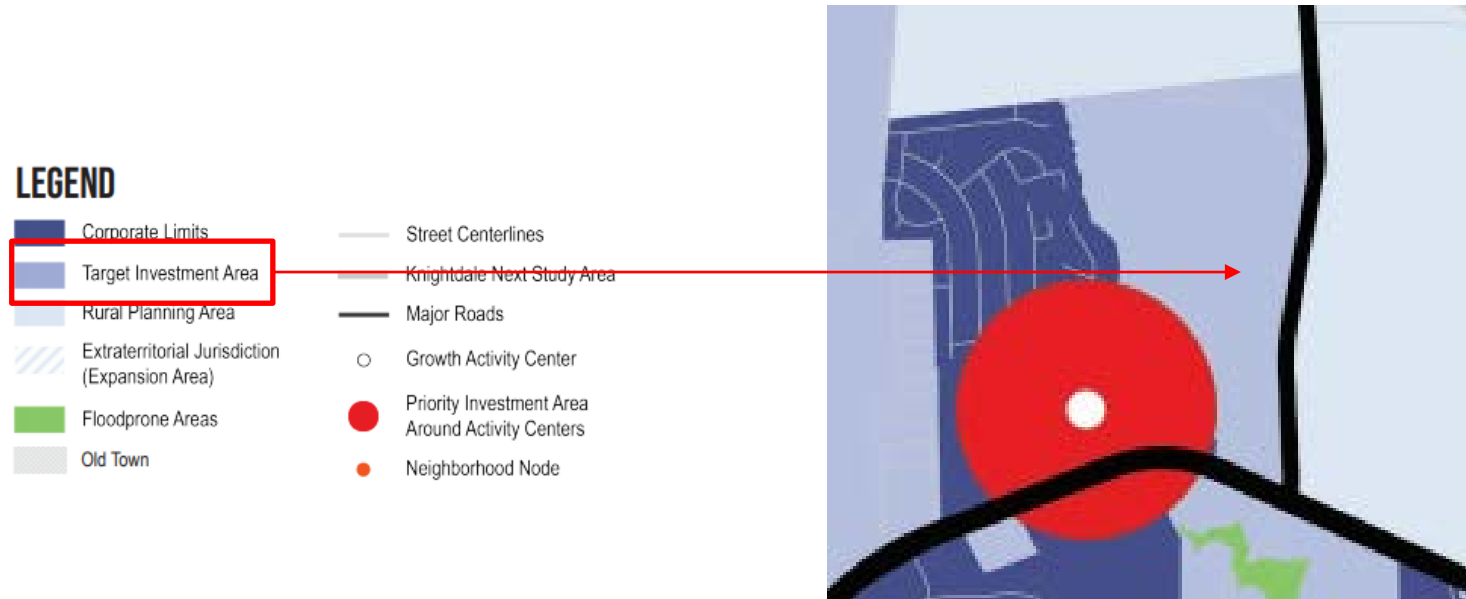 LEGEND
Corporate Limits
Target Investment Area
Rural Planning Area
Extraterritorial Jurisdiction
(Expansion Area)
Floodprone Areas
Old Town
Street Centerlines
Knightdale Next Study Area
Major Roads
Growth Activity Center
Priority Investment Area
Around Activity Centers
Neighborhood Node